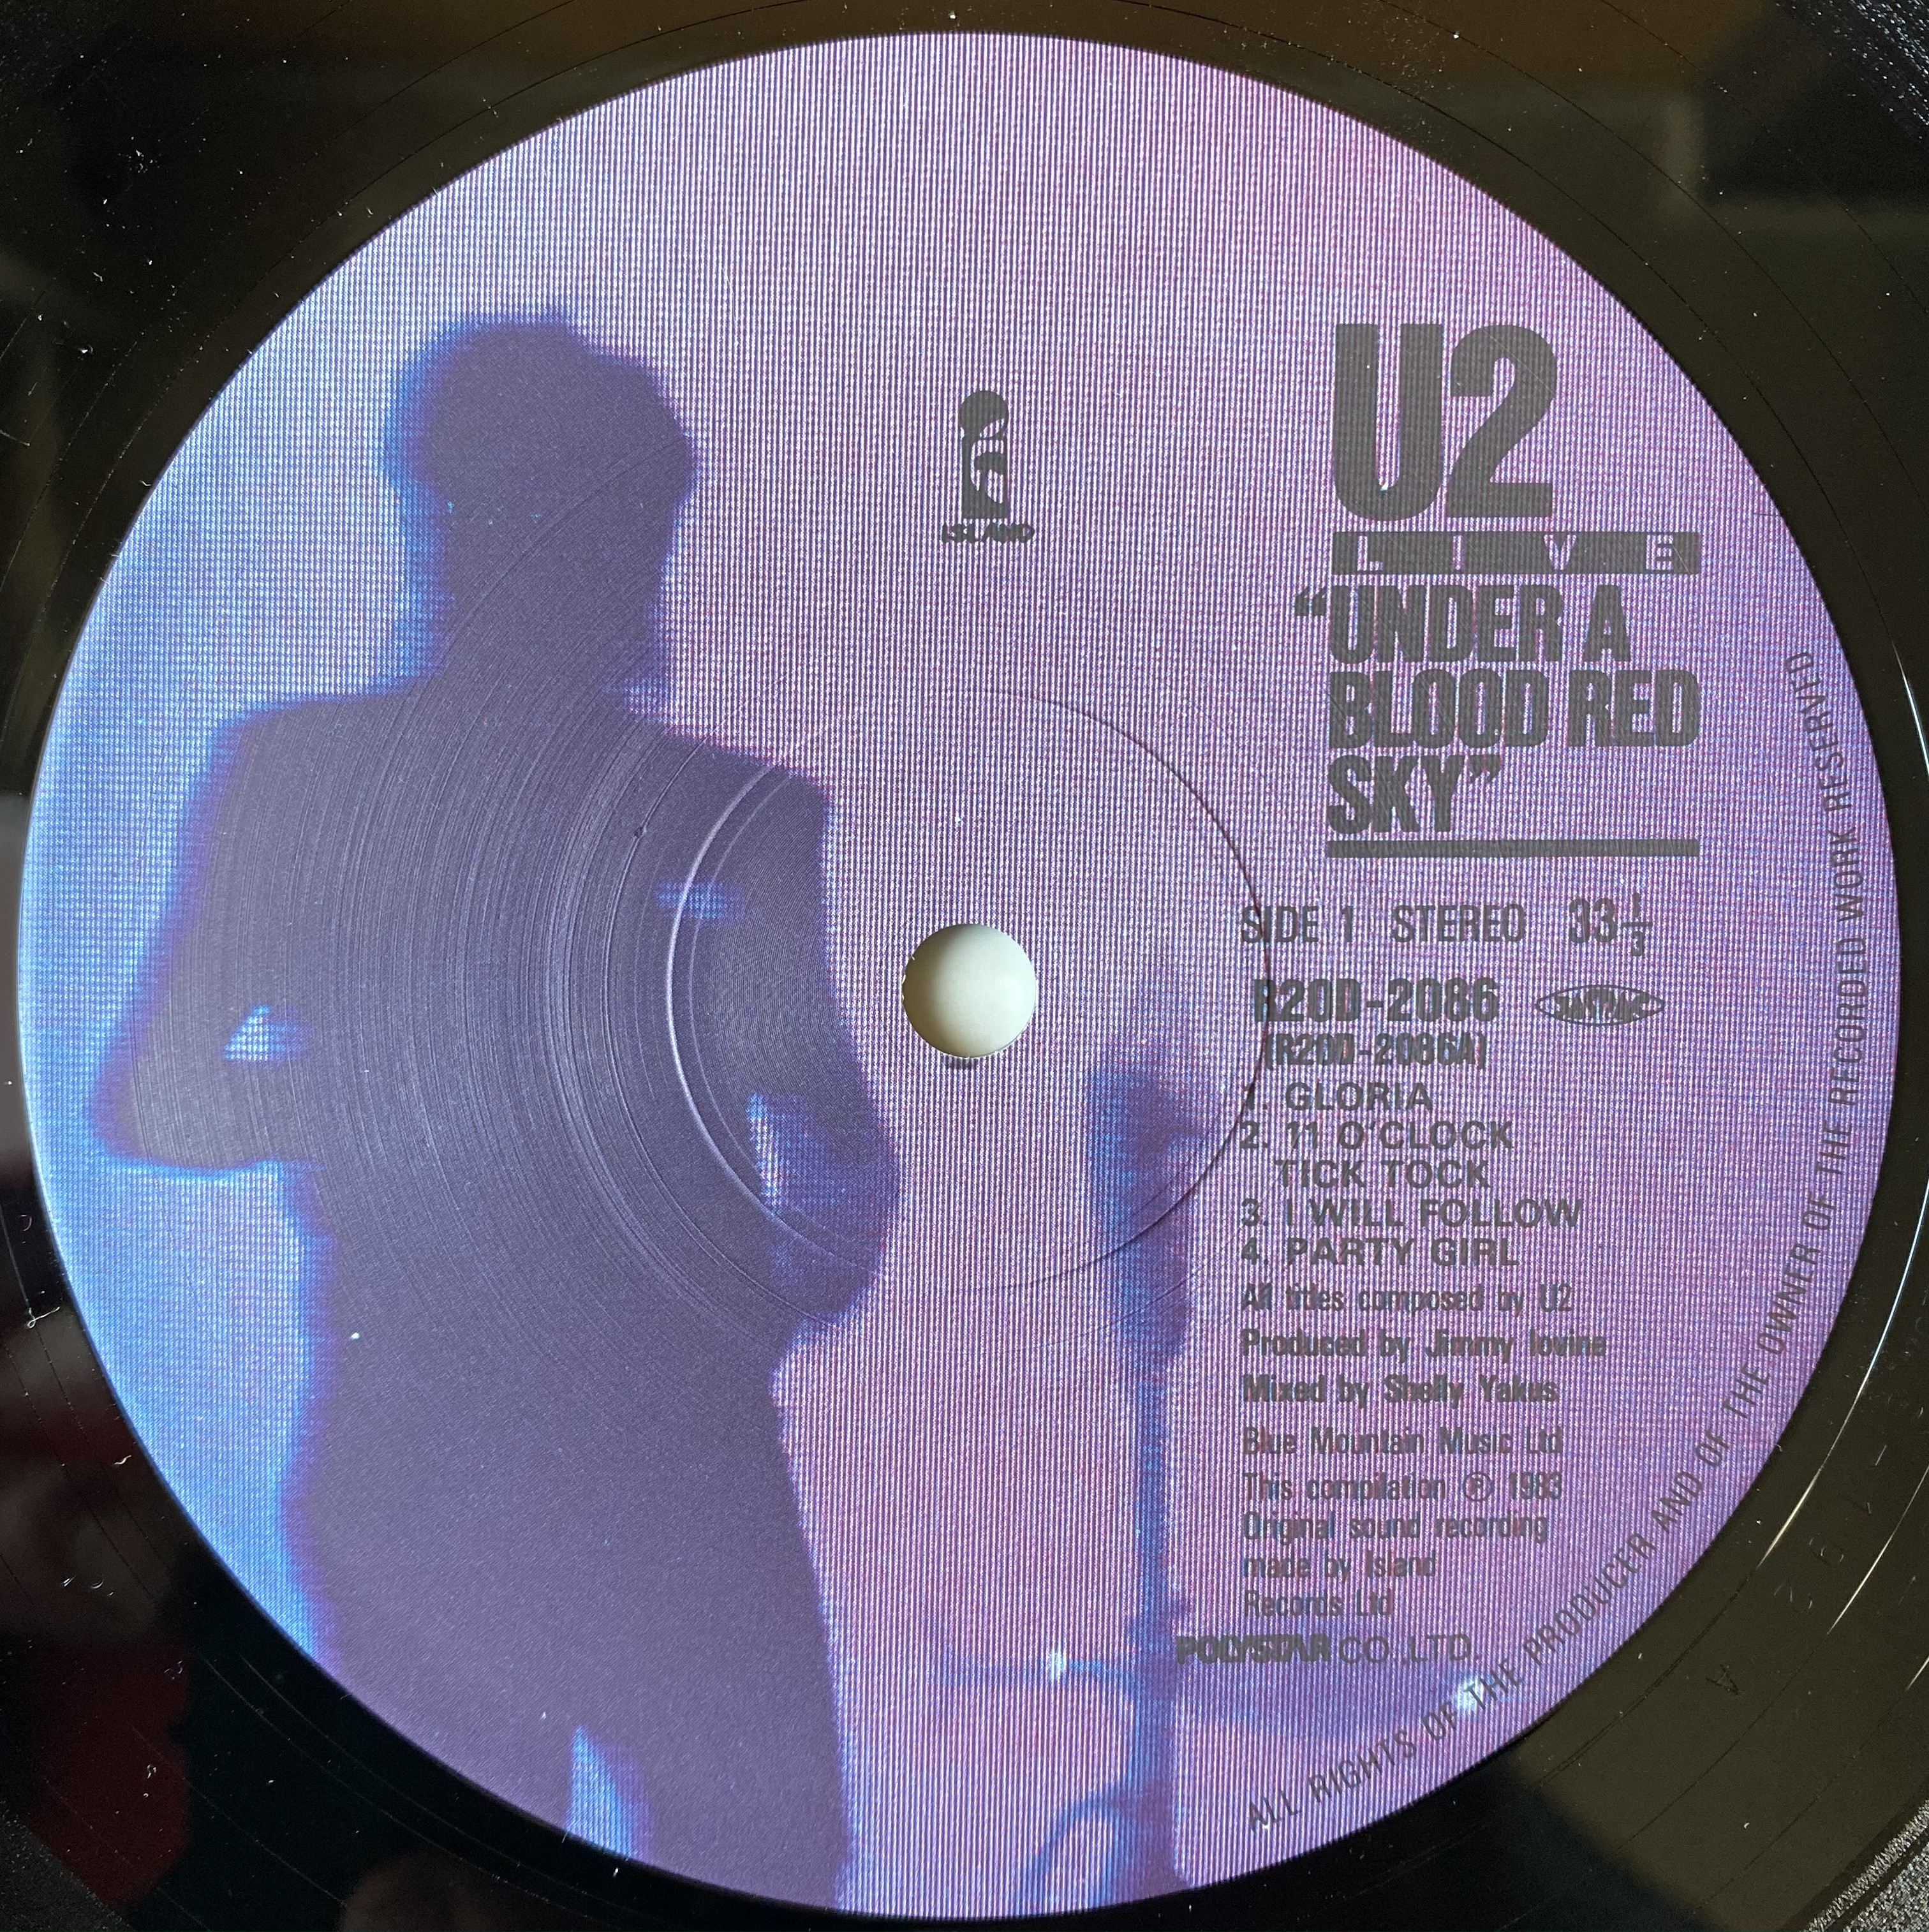 ISLAND
U2
LIVE
“UNDER A
BLOOD RED
SKY”
SIDE 1 STEREO 33 1/3
R20D-2086
(R20D-2086A)
1. GLORIA
2. 11 O'CLOCK
TICK TOCK
3. I WILL FOLLOW
4. PARTY GIRL
All titles composed by U2
Produced by Jimmy Iovine
Mixed by Shelly Yakus
Blue Mountain Music Ltd
This compilation ℗ 1983
Original sound recording
made by Island
Records Ltd
POLYSTAR CO.,LTD.
ALL RIGHTS OF THE PRODUCER AND OF THE OWNER OF THE RECORDED WORK RESERVED